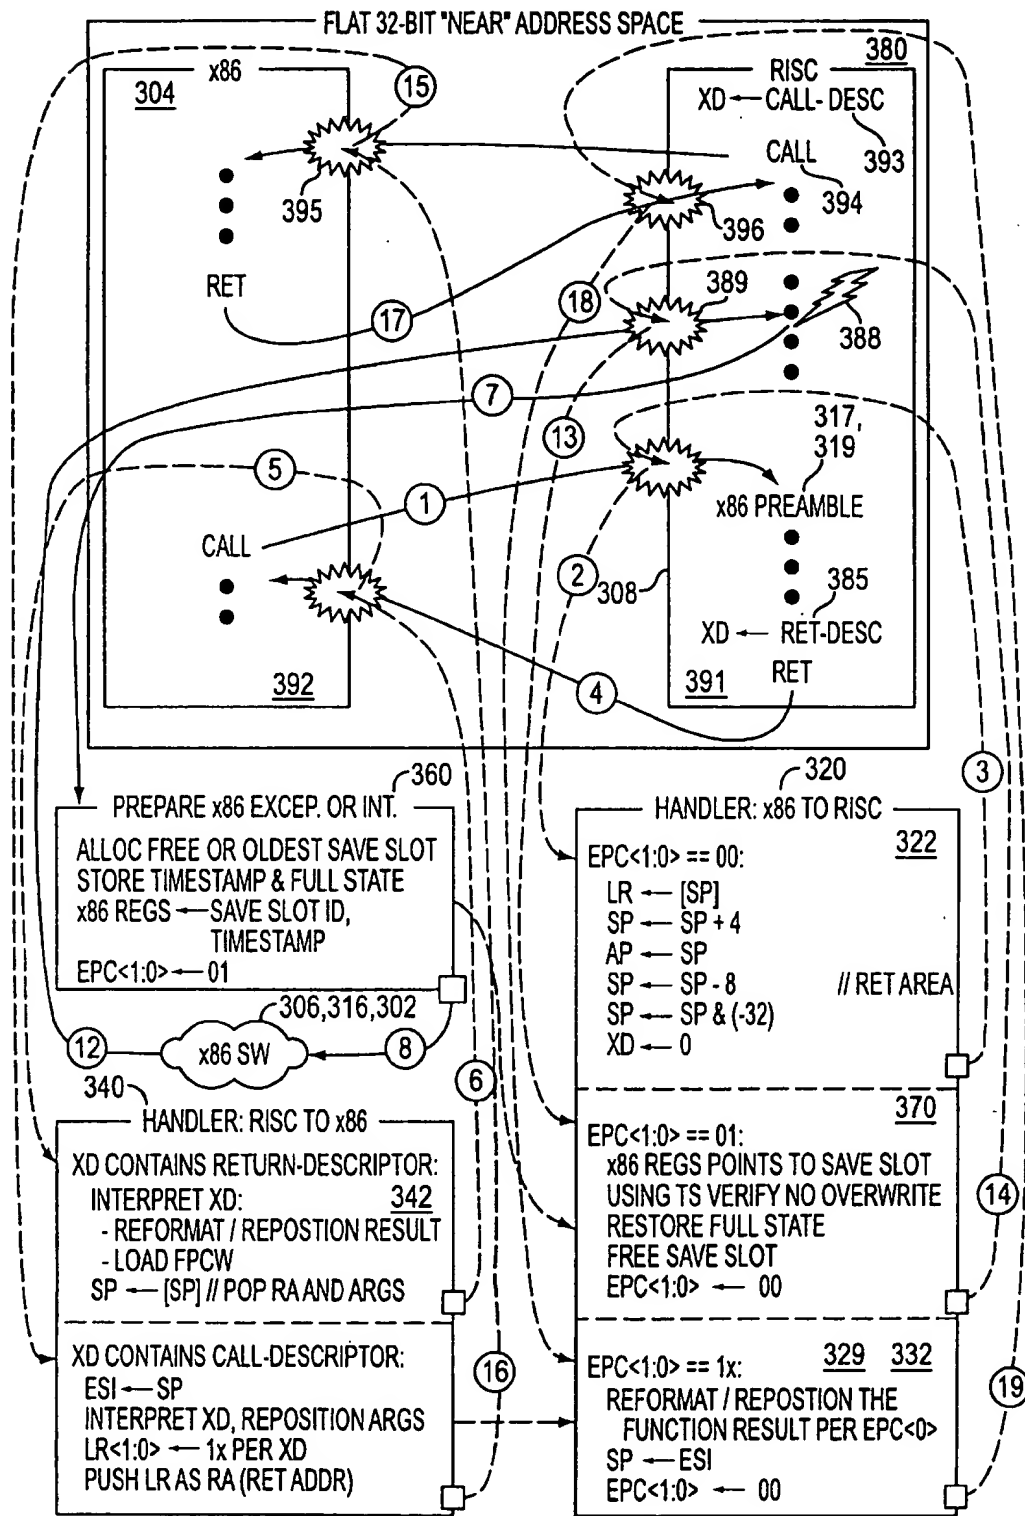 FLAT 32-BIT "NEAR" ADDRESS SPACE
x86
304
15
395
RET
17
5
1
CALL
392
RISC
380
XD ← CALL- DESC
393
CALL
394
396
18
389
388
7
13
317,
319
x86 PREAMBLE
2
308
385
XD ← RET-DESC
391
RET
4
3
360
PREPARE x86 EXCEP. OR INT.
ALLOC FREE OR OLDEST SAVE SLOT
STORE TIMESTAMP & FULL STATE
x86 REGS ← SAVE SLOT ID,
TIMESTAMP
EPC<1:0> ← 01
306,316,302
12
x86 SW
8
6
340
HANDLER: RISC TO x86
XD CONTAINS RETURN-DESCRIPTOR:
INTERPRET XD:
342
- REFORMAT / REPOSTION RESULT
- LOAD FPCW
SP ← [SP] // POP RA AND ARGS
XD CONTAINS CALL-DESCRIPTOR:
16
ESI ← SP
INTERPRET XD, REPOSITION ARGS
LR<1:0> ← 1x PER XD
PUSH LR AS RA (RET ADDR)
320
HANDLER: x86 TO RISC
322
EPC<1:0> == 00:
LR ← [SP]
SP ← SP + 4
AP ← SP
SP ← SP - 8 // RET AREA
SP ← SP & (-32)
XD ← 0
370
EPC<1:0> == 01:
x86 REGS POINTS TO SAVE SLOT
USING TS VERIFY NO OVERWRITE
RESTORE FULL STATE
14
FREE SAVE SLOT
EPC<1:0> ← 00
EPC<1:0> == 1x:
329 332
19
REFORMAT / REPOSTION THE
FUNCTION RESULT PER EPC<0>
SP ← ESI
EPC<1:0> ← 00